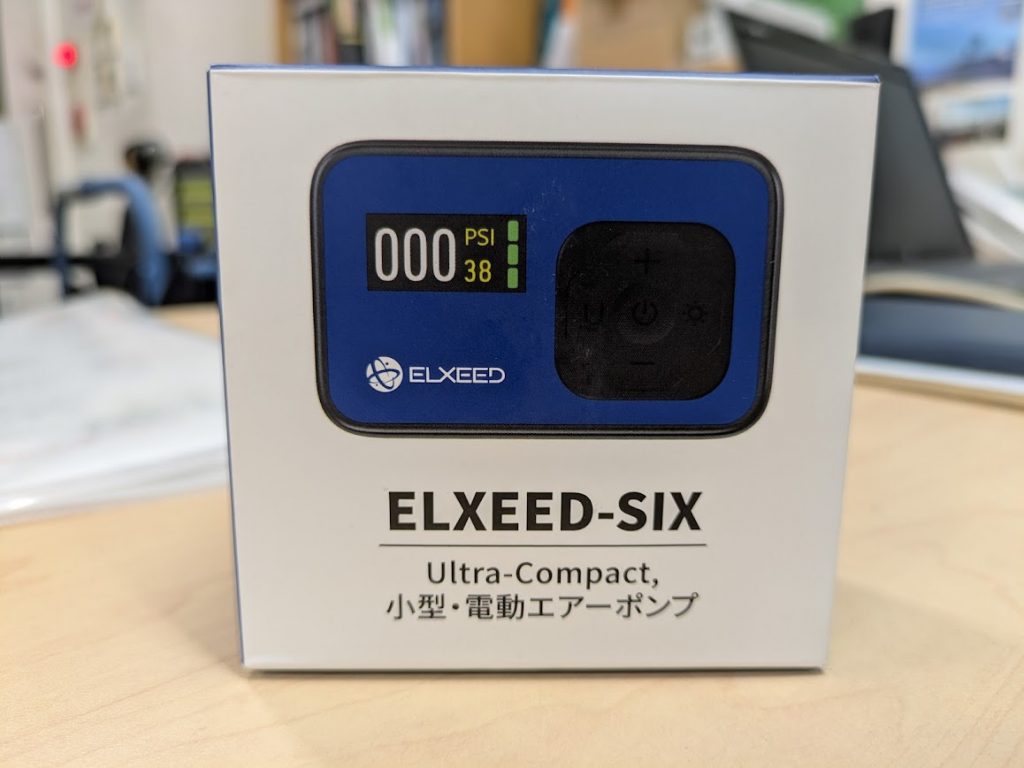 000 PSI
38
ELXEED
ELXEED-SIX
Ultra-Compact,
小型・電動エアーポンプ